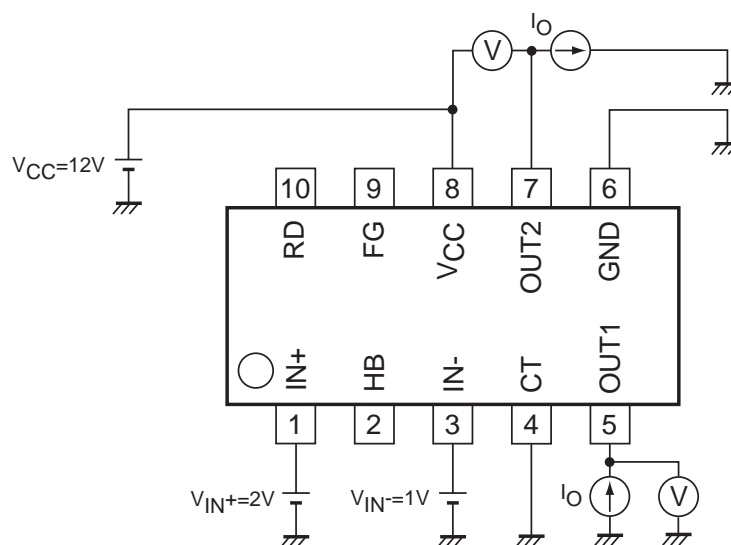 IO
V
VCC=12V
10 9 8 7 6
RD FG VCC OUT2 GND
IN+ HB IN- CT OUT1
1 2 3 4 5
VIN+=2V VIN-=1V IO V